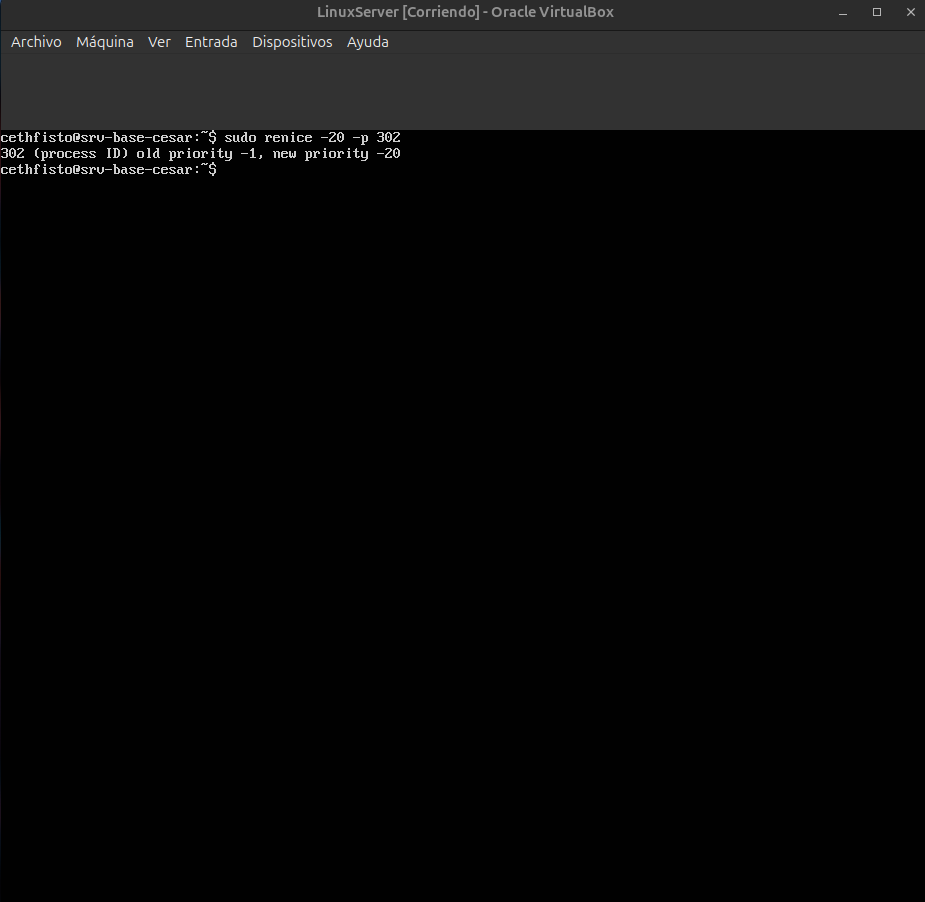 LinuxServer [Corriendo] - Oracle VirtualBox
Archivo Máquina Ver Entrada Dispositivos Ayuda
cethfisto@srv-base-cesar:~$ sudo renice -20 -p 302
302 (process ID) old priority -1, new priority -20
cethfisto@srv-base-cesar:~$